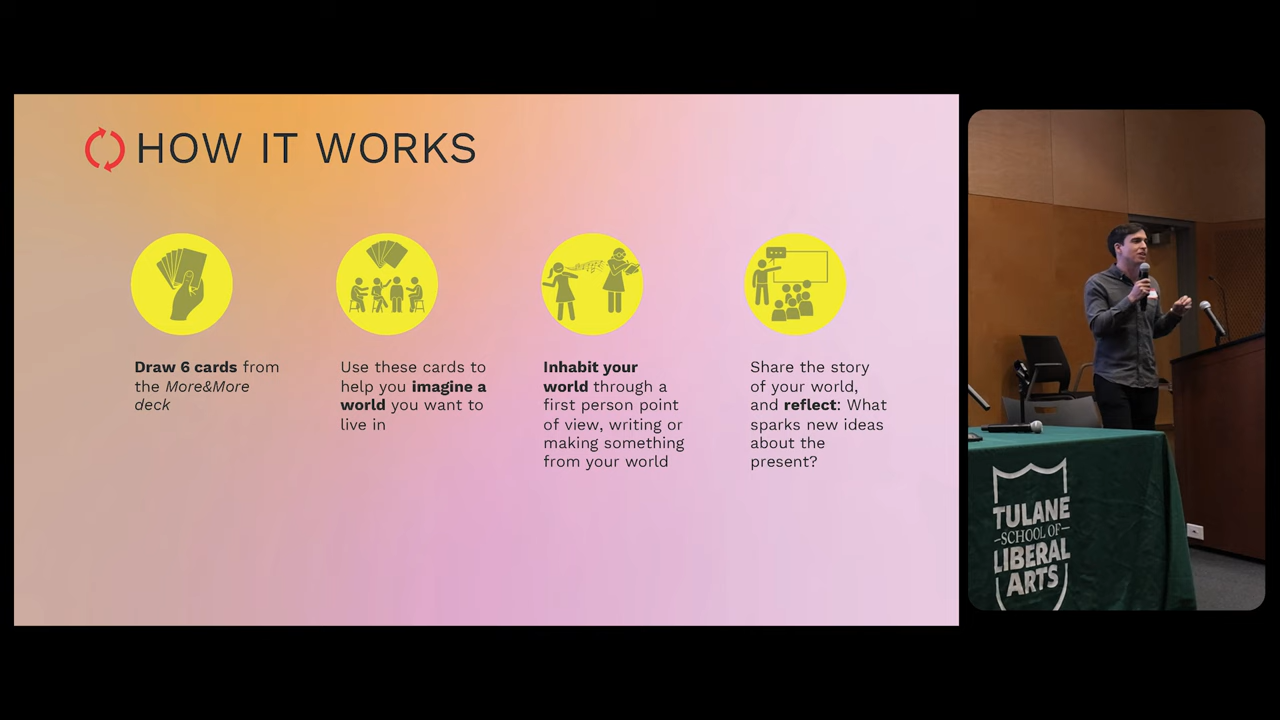 HOW IT WORKS
Draw 6 cards from
the More&More
deck
Use these cards to
help you imagine a
world you want to
live in
Inhabit your
world through a
first person point
of view, writing or
making something
from your world
Share the story
of your world,
and reflect: What
sparks new ideas
about the
present?
TULANE
-SCHOOL OF-
LIBERAL
ARTS